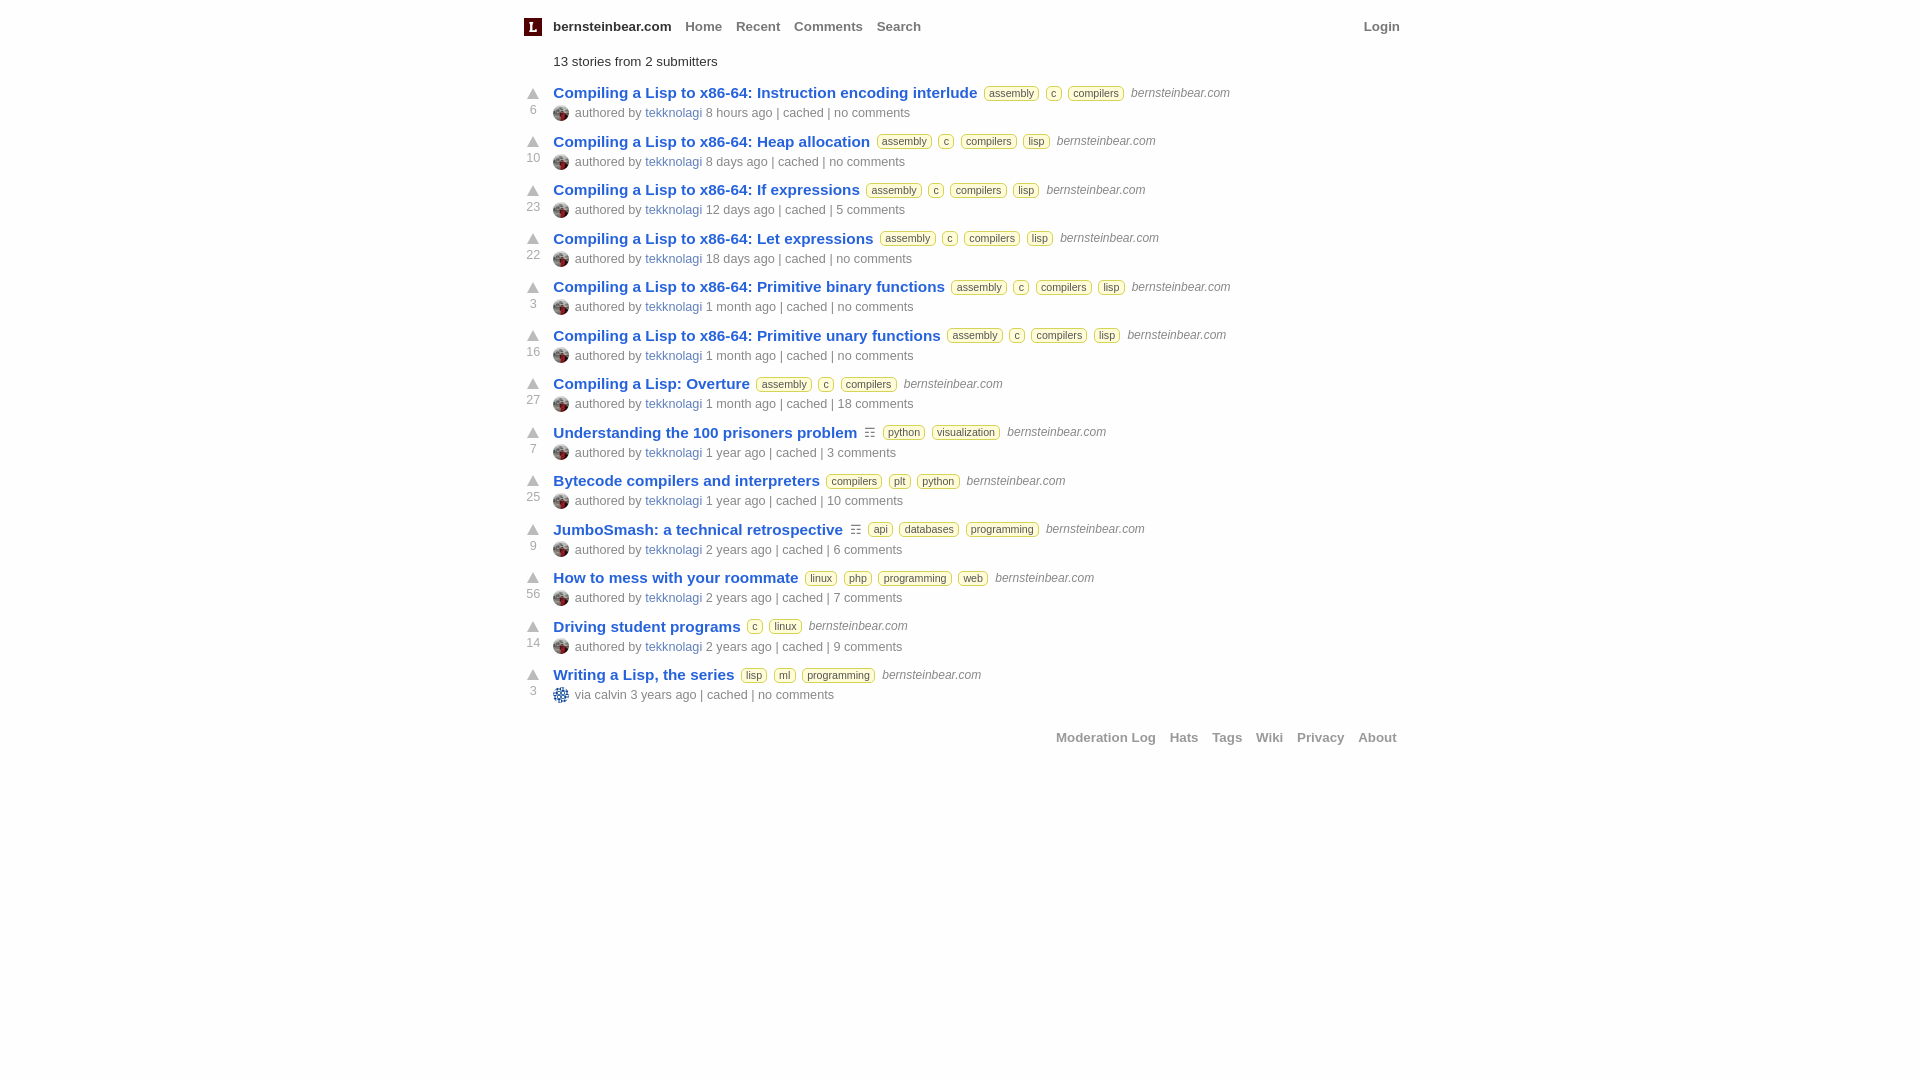 L bernsteinbear.com Home Recent Comments Search Login
13 stories from 2 submitters
Compiling a Lisp to x86-64: Instruction encoding interlude assembly c compilers bernsteinbear.com
6
authored by tekknolagi 8 hours ago | cached | no comments
Compiling a Lisp to x86-64: Heap allocation assembly c compilers lisp bernsteinbear.com
10
authored by tekknolagi 8 days ago | cached | no comments
Compiling a Lisp to x86-64: If expressions assembly c compilers lisp bernsteinbear.com
23
authored by tekknolagi 12 days ago | cached | 5 comments
Compiling a Lisp to x86-64: Let expressions assembly c compilers lisp bernsteinbear.com
22
authored by tekknolagi 18 days ago | cached | no comments
Compiling a Lisp to x86-64: Primitive binary functions assembly c compilers lisp bernsteinbear.com
3
authored by tekknolagi 1 month ago | cached | no comments
Compiling a Lisp to x86-64: Primitive unary functions assembly c compilers lisp bernsteinbear.com
16
authored by tekknolagi 1 month ago | cached | no comments
Compiling a Lisp: Overture assembly c compilers bernsteinbear.com
27
authored by tekknolagi 1 month ago | cached | 18 comments
Understanding the 100 prisoners problem ☶ python visualization bernsteinbear.com
7
authored by tekknolagi 1 year ago | cached | 3 comments
Bytecode compilers and interpreters compilers plt python bernsteinbear.com
25
authored by tekknolagi 1 year ago | cached | 10 comments
JumboSmash: a technical retrospective ☶ api databases programming bernsteinbear.com
9
authored by tekknolagi 2 years ago | cached | 6 comments
How to mess with your roommate linux php programming web bernsteinbear.com
56
authored by tekknolagi 2 years ago | cached | 7 comments
Driving student programs c linux bernsteinbear.com
14
authored by tekknolagi 2 years ago | cached | 9 comments
Writing a Lisp, the series lisp ml programming bernsteinbear.com
3
via calvin 3 years ago | cached | no comments
Moderation Log Hats Tags Wiki Privacy About